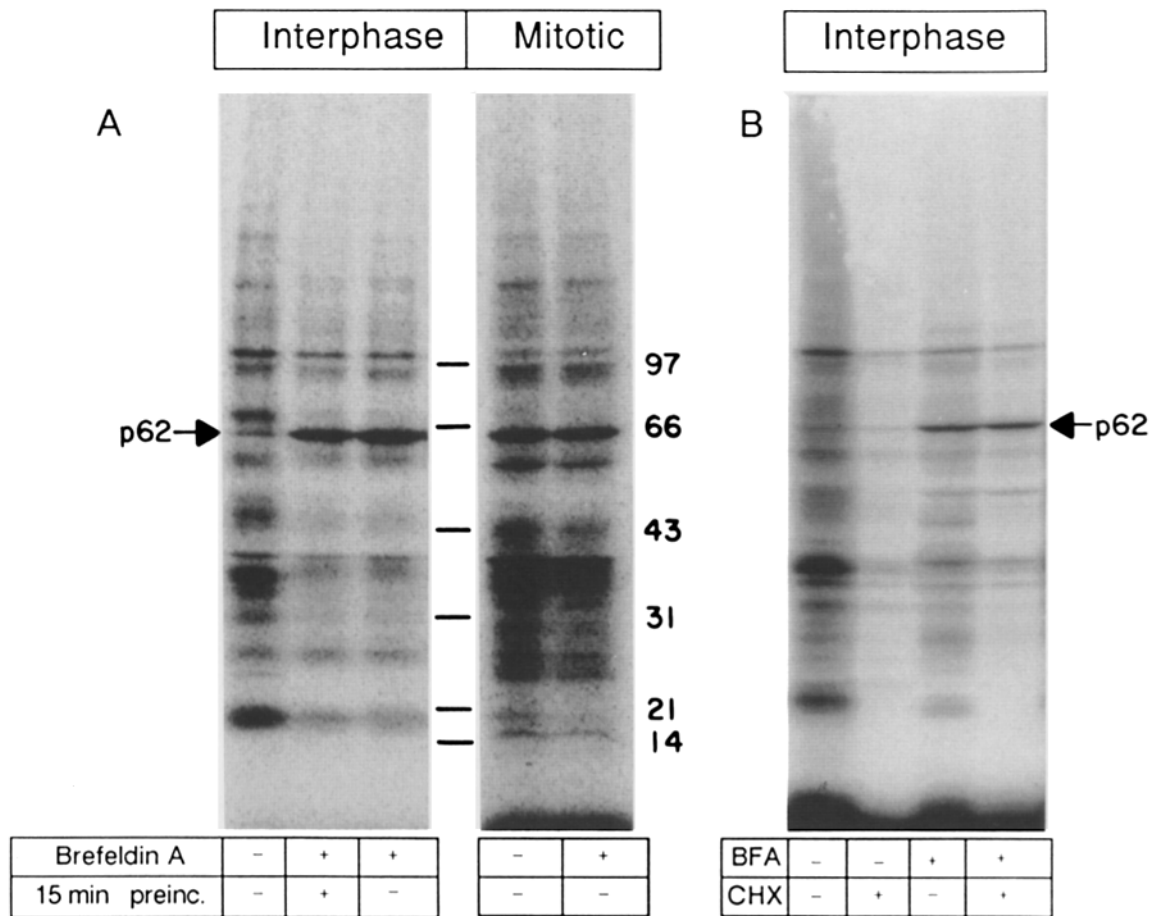 Interphase Mitotic Interphase
A B
97
p62 66 p62
43
31
21
14
Brefeldin A - + + - + BFA - - + +
15 min preinc. - + - - - CHX - + - +